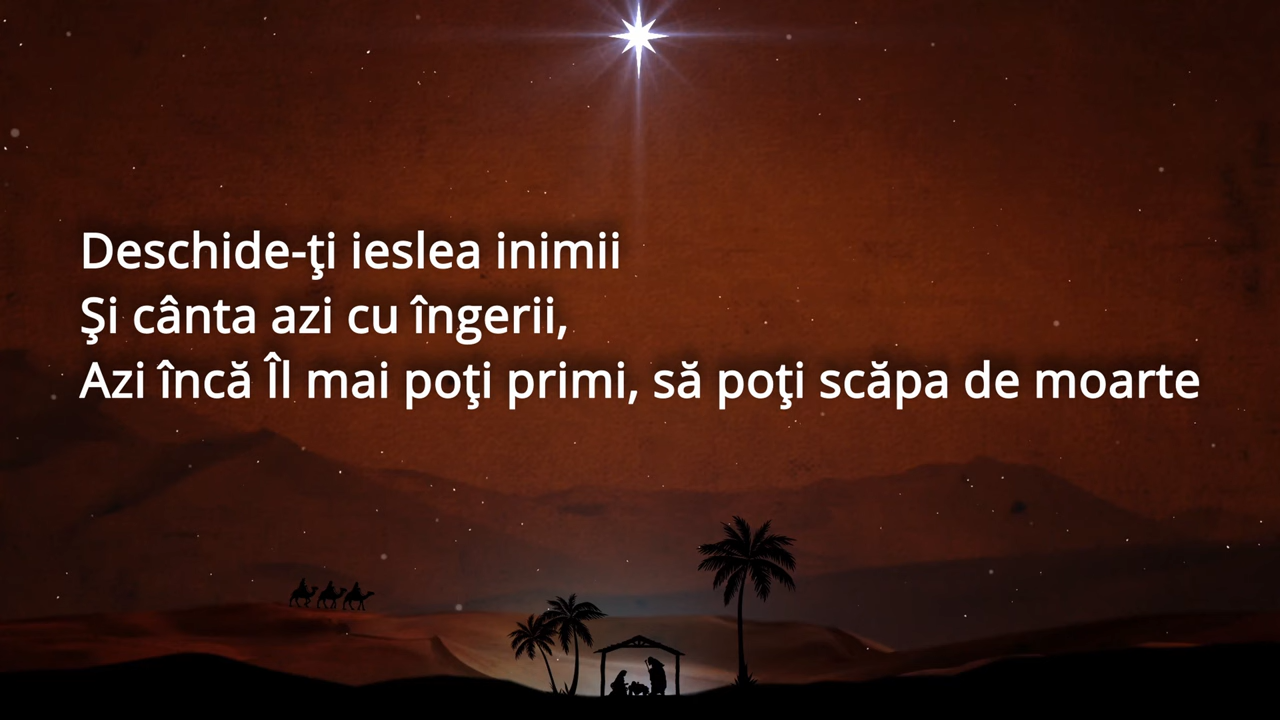 Deschide-ţi ieslea inimii
Şi cânta azi cu îngerii,
Azi încă Îl mai poţi primi, să poţi scăpa de moarte